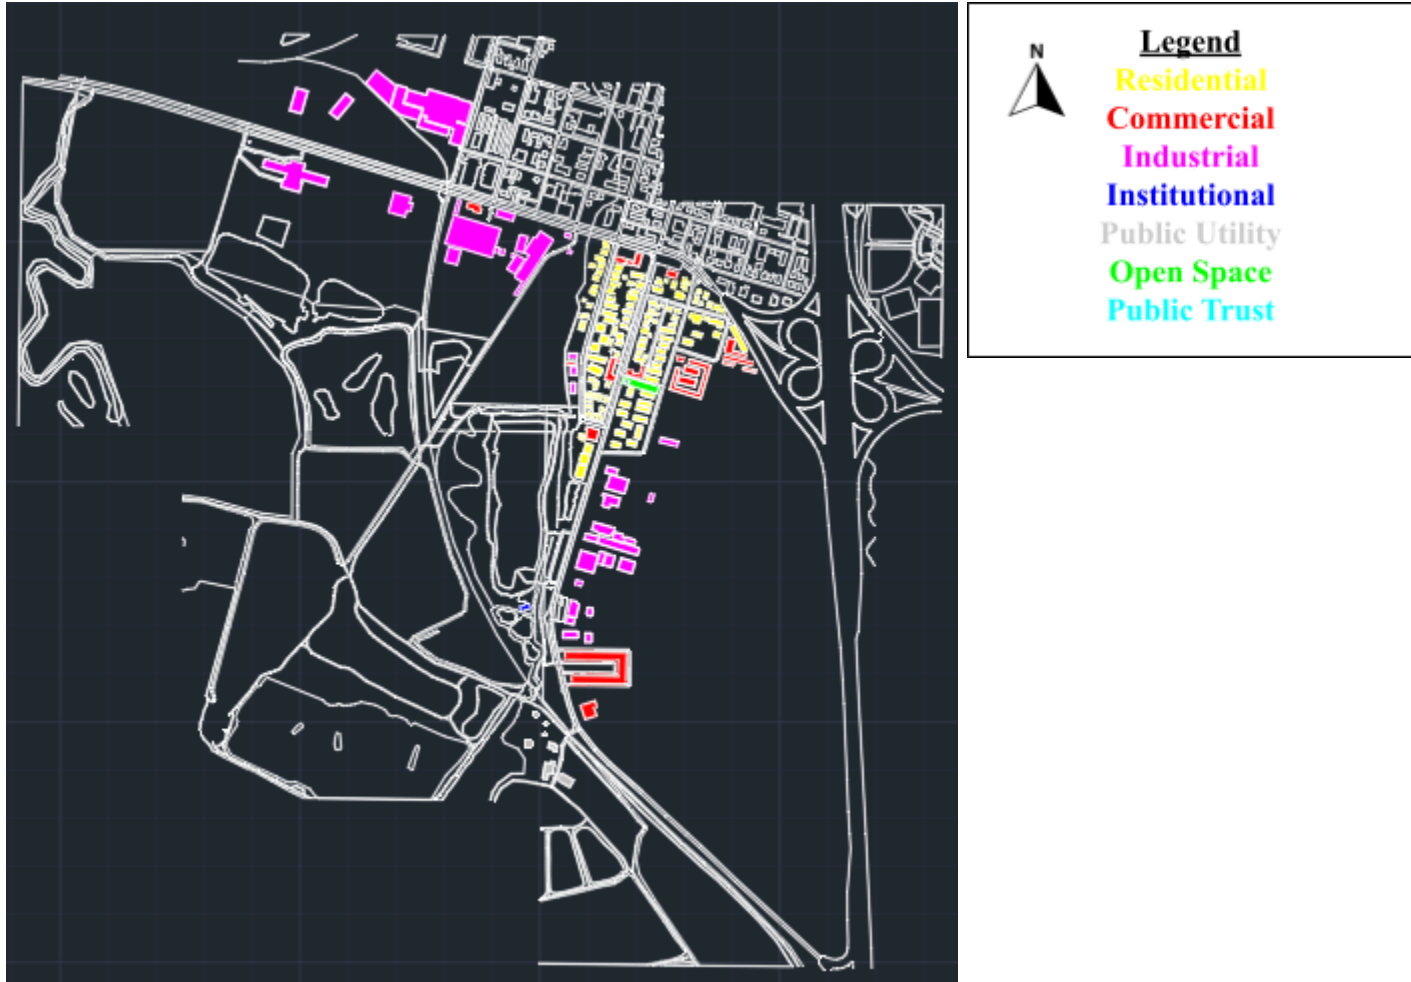 N
Legend
Residential
Commercial
Industrial
Institutional
Public Utility
Open Space
Public Trust